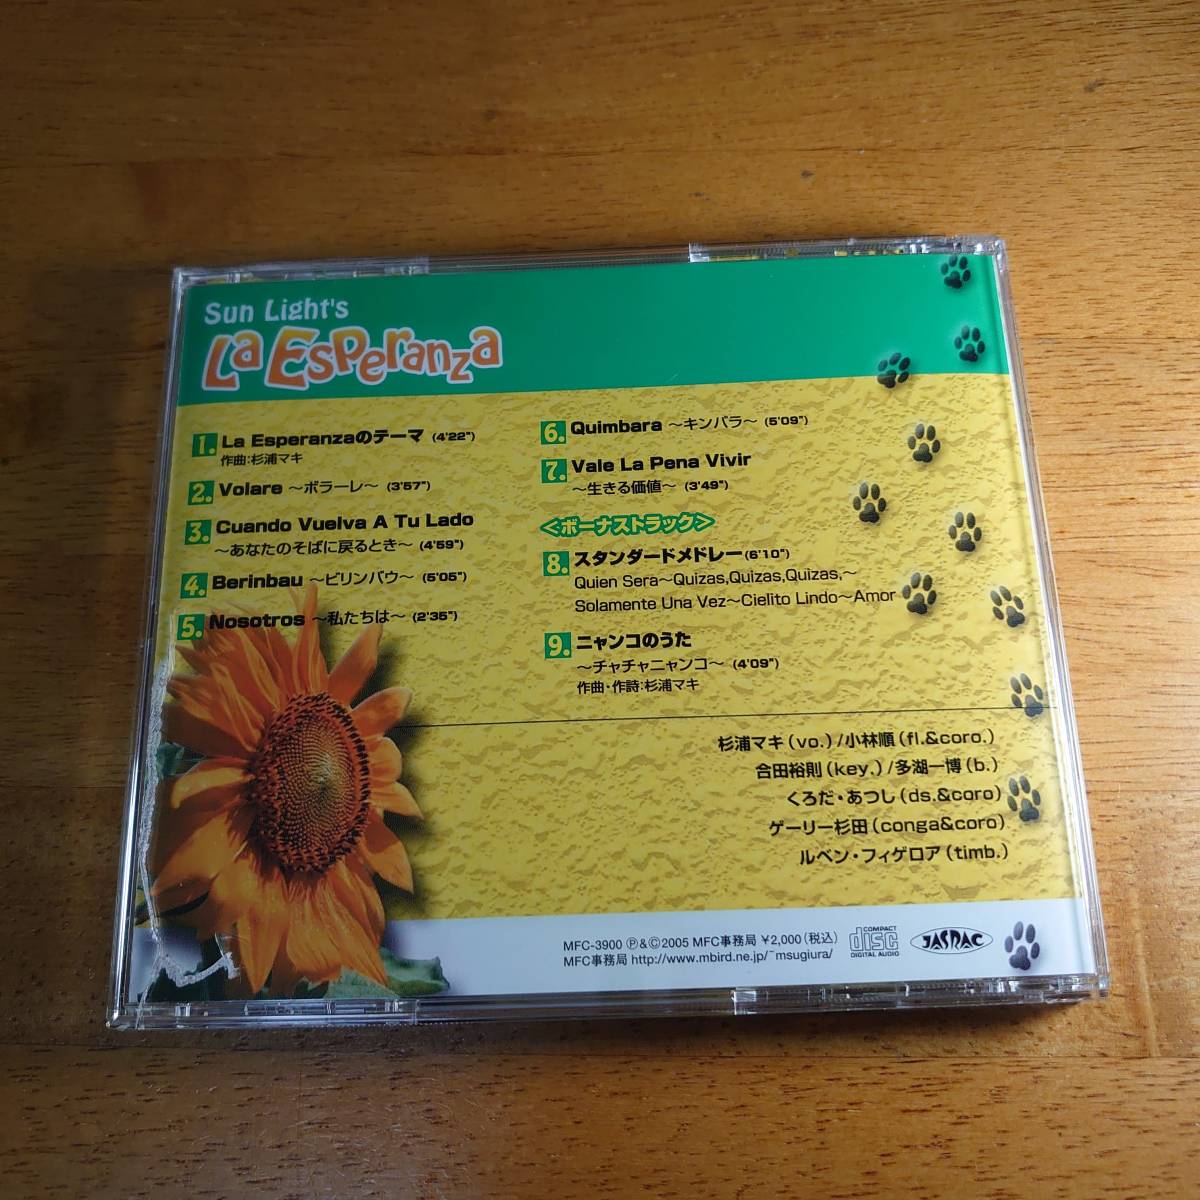 Sun Light's
La Esperanza
1. La Esperanzaのテーマ (4'22")
作曲:杉浦マキ
2. Volare ～ボラーレ～ (3'57")
3. Cuando Vuelva A Tu Lado
～あなたのそばに戻るとき～ (4'59")
4. Berinbau ～ビリンバウ～ (5'05")
5. Nosotros ～私たちは～ (2'35")
6. Quimbara ～キンバラ～ (5'09")
7. Vale La Pena Vivir
～生きる価値～ (3'49")
＜ボーナストラック＞
8. スタンダードメドレー(6'10")
Quien Sera～Quizas,Quizas,Quizas,～
Solamente Una Vez～Cielito Lindo～Amor
9. ニャンコのうた
～チャチャニャンコ～ (4'09")
作曲・作詩:杉浦マキ
杉浦マキ(vo.)/小林順(fl.&coro.)
合田裕則(key.)/多湖一博(b.)
くろだ・あつし(ds.&coro)
ゲーリー杉田(conga&coro)
ルベン・フィゲロア(timb.)
MFC-3900 Ⓟ&©2005 MFC事務局 ¥2,000(税込)
MFC事務局 http://www.mbird.ne.jp/~msugiura/
COMPACT
disc
DIGITAL AUDIO
JASRAC